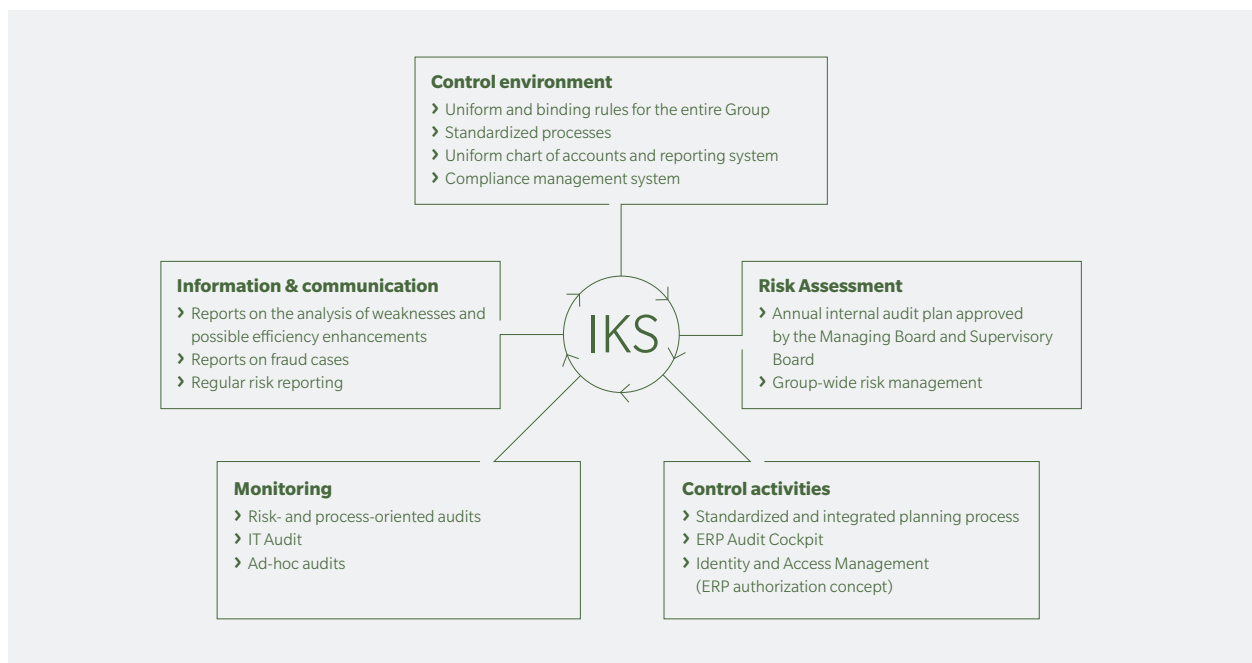 Control environment
› Uniform and binding rules for the entire Group
› Standardized processes
› Uniform chart of accounts and reporting system
› Compliance management system
Information & communication
› Reports on the analysis of weaknesses and
possible efficiency enhancements
› Reports on fraud cases
› Regular risk reporting
IKS
Risk Assessment
› Annual internal audit plan approved
by the Managing Board and Supervisory
Board
› Group-wide risk management
Monitoring
› Risk- and process-oriented audits
› IT Audit
› Ad-hoc audits
Control activities
› Standardized and integrated planning process
› ERP Audit Cockpit
› Identity and Access Management
(ERP authorization concept)